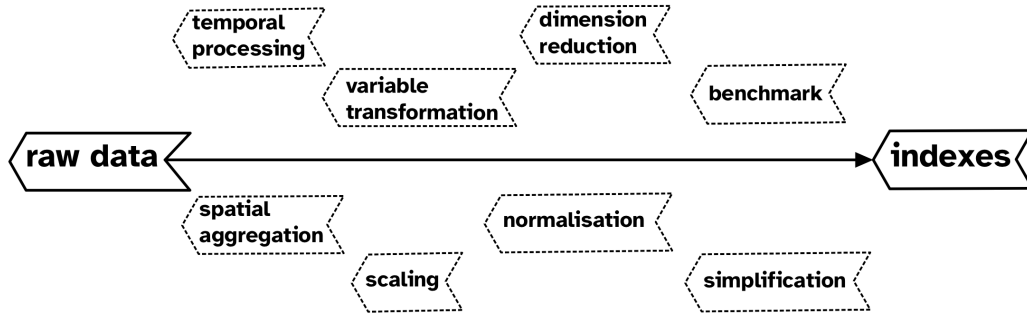 temporal
processing
dimension
reduction
variable
transformation
benchmark
raw data
indexes
spatial
aggregation
normalisation
scaling
simplification